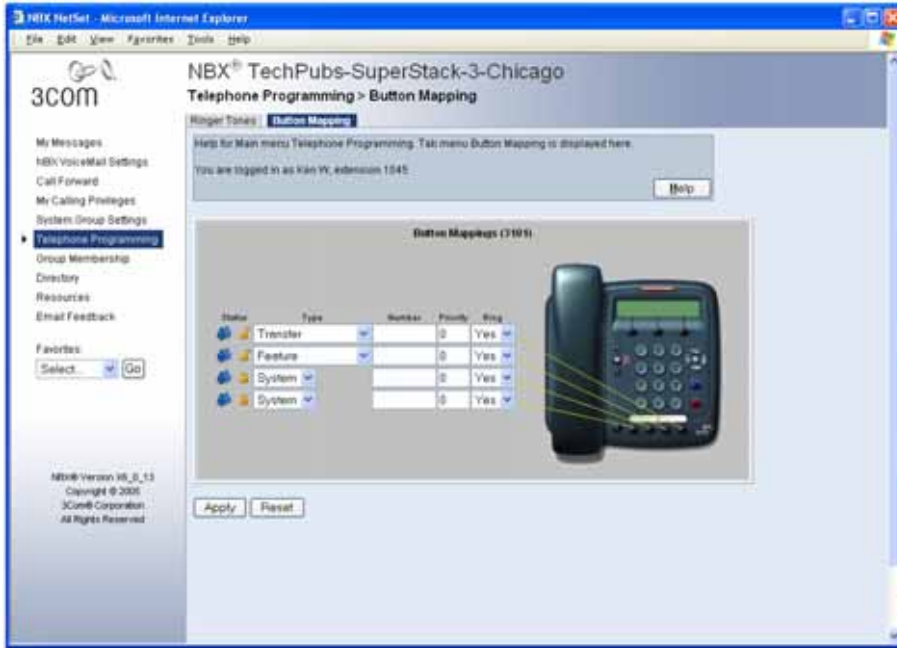 NBX NetSet - Microsoft Internet Explorer
File Edit View Favorites Tools Help
3COM
NBX® TechPubs-SuperStack-3-Chicago
Telephone Programming > Button Mapping
Ringer Tones Button Mapping
Help for Main menu Telephone Programming. Tab menu Button Mapping is displayed here.
You are logged in as Ken W, extension 1045
Help
My Messages
NBX VoiceMail Settings
Call Forward
My Calling Privileges
System Group Settings
Telephone Programming
Group Membership
Directory
Resources
Email Feedback
Favorites:
Select... Go
NBX® Version X6_0_13
Copyright © 2005
3Com® Corporation
All Rights Reserved
Button Mappings (3101)
Status Type Number Priority Ring
Transfer 0 Yes
Feature 0 Yes
System 0 Yes
System 0 Yes
Apply Reset